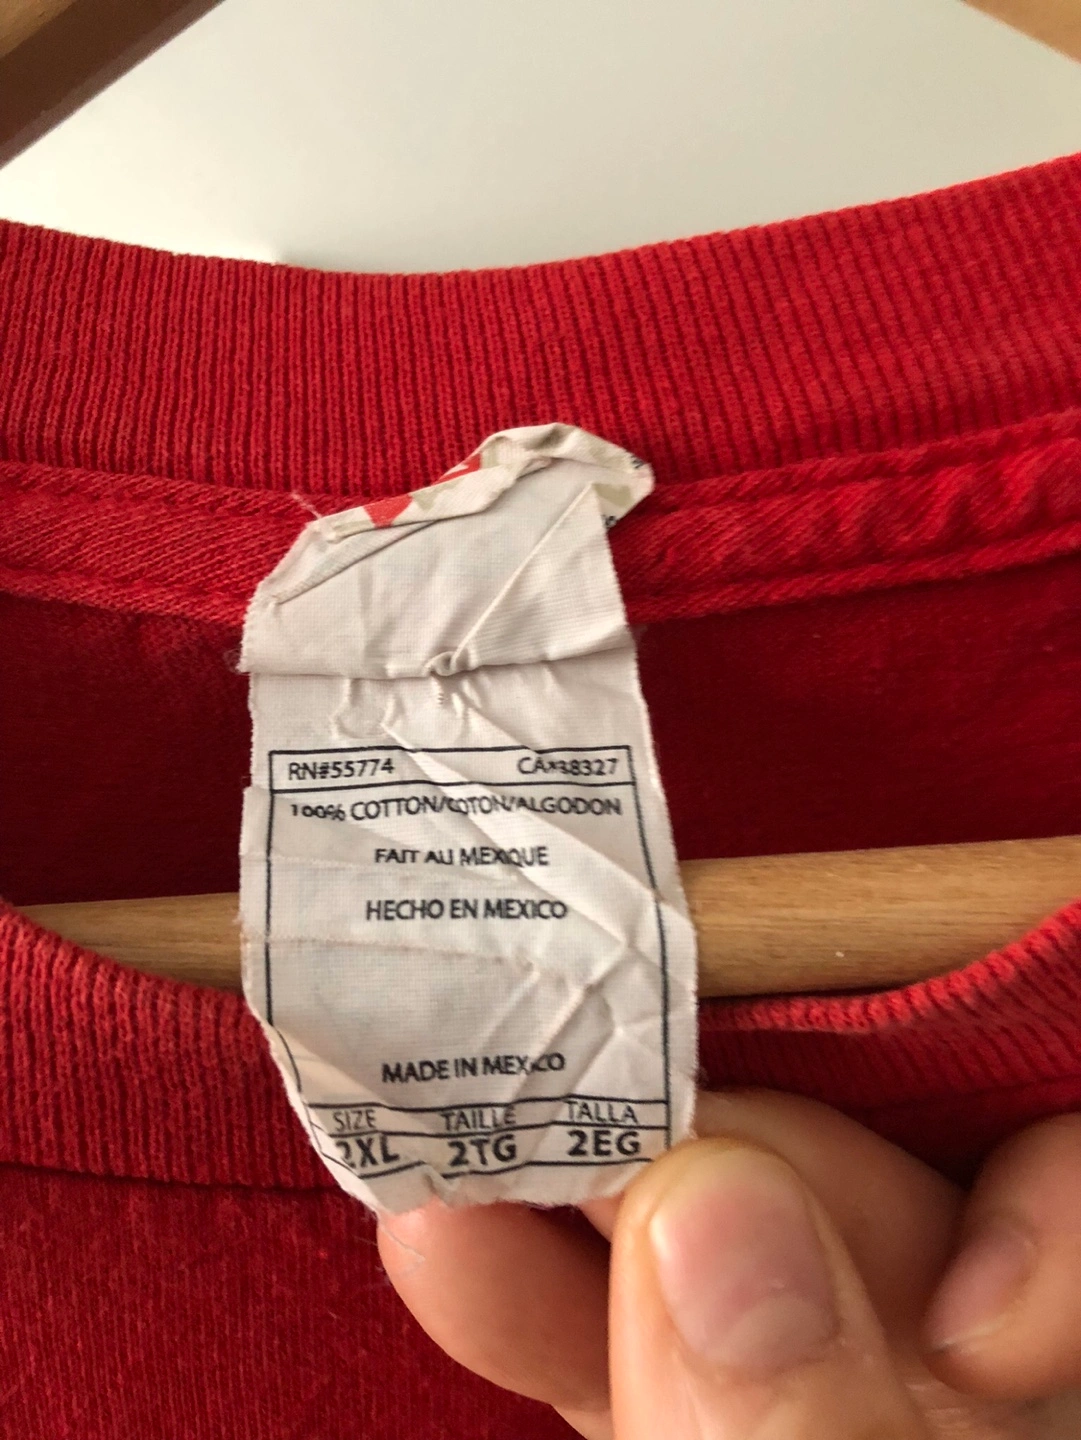 RN#55774 CA#38327
100% COTTON/COTON/ALGODON
FAIT AU MEXIQUE
HECHO EN MEXICO
MADE IN MEXICO
SIZE TAILLE TALLA
2XL 2TG 2EG